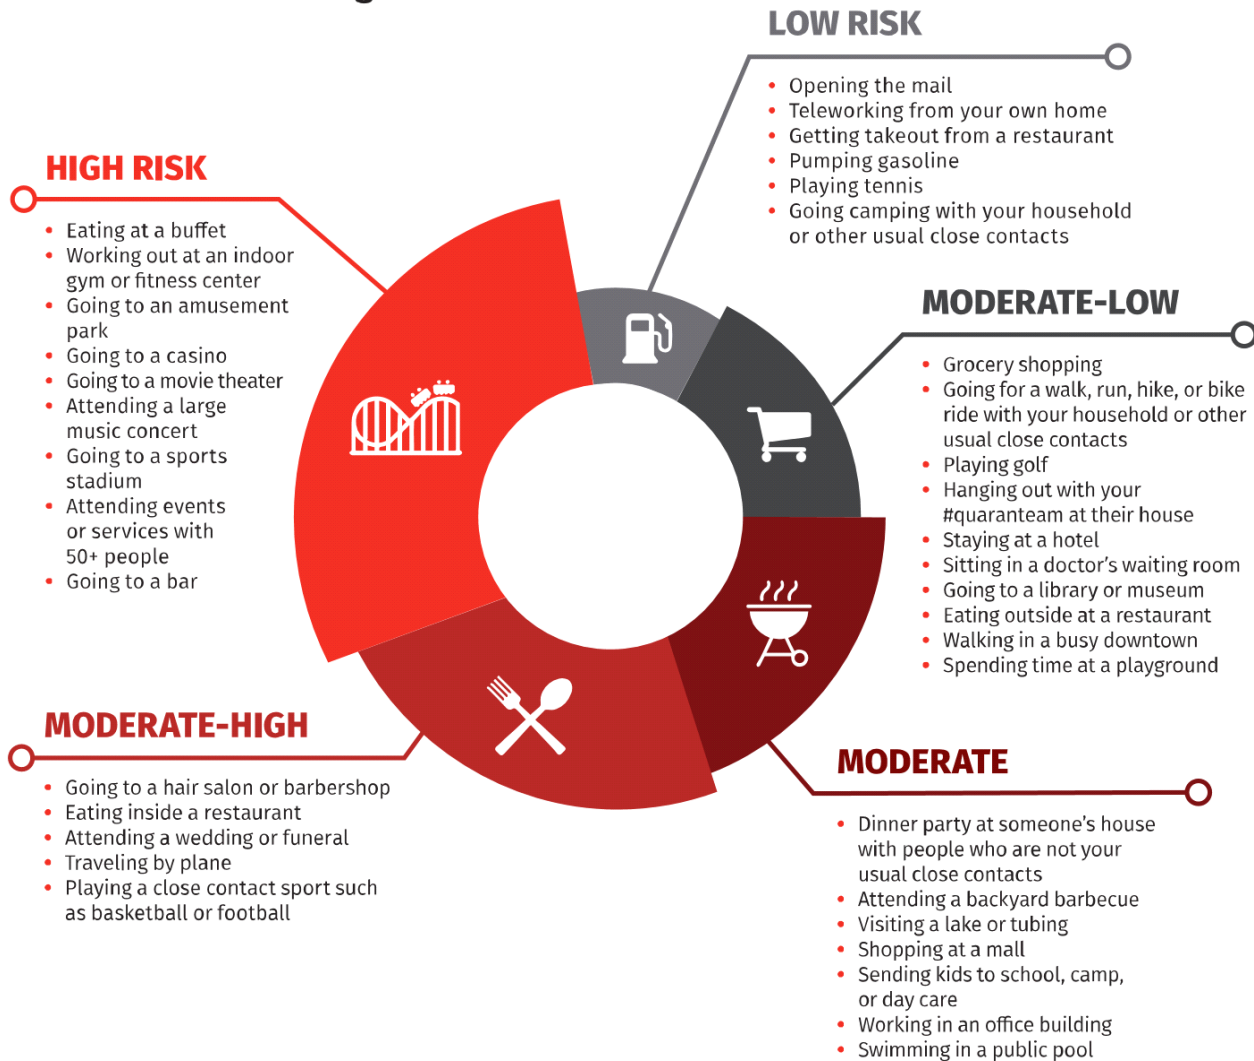 LOW RISK
Opening the mail
Teleworking from your own home
Getting takeout from a restaurant
Pumping gasoline
Playing tennis
Going camping with your household
or other usual close contacts
HIGH RISK
Eating at a buffet
Working out at an indoor
gym or fitness center
Going to an amusement
park
Going to a casino
Going to a movie theater
Attending a large
music concert
Going to a sports
stadium
Attending events
or services with
50+ people
Going to a bar
MODERATE-LOW
Grocery shopping
Going for a walk, run, hike, or bike
ride with your household or other
usual close contacts
Playing golf
Hanging out with your
#quaranteam at their house
Staying at a hotel
Sitting in a doctor’s waiting room
Going to a library or museum
Eating outside at a restaurant
Walking in a busy downtown
Spending time at a playground
MODERATE-HIGH
Going to a hair salon or barbershop
Eating inside a restaurant
Attending a wedding or funeral
Traveling by plane
Playing a close contact sport such
as basketball or football
MODERATE
Dinner party at someone’s house
with people who are not your
usual close contacts
Attending a backyard barbecue
Visiting a lake or tubing
Shopping at a mall
Sending kids to school, camp,
or day care
Working in an office building
Swimming in a public pool